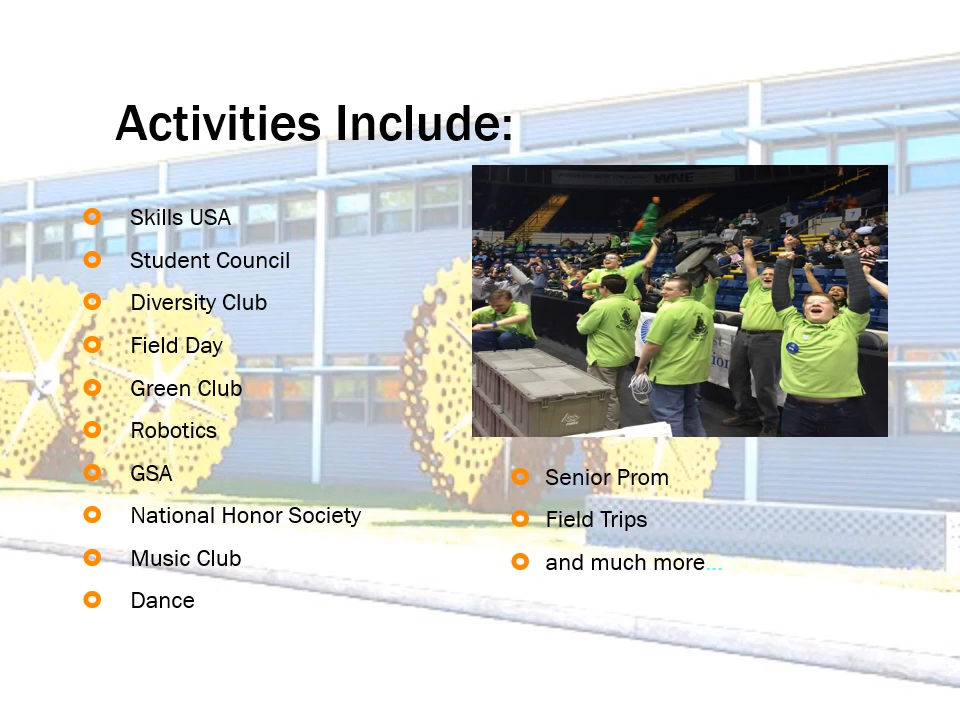 Activities Include:
Skills USA
Student Council
Diversity Club
Field Day
Green Club
Robotics
GSA
National Honor Society
Music Club
Dance
WNE
Senior Prom
Field Trips
and much more...